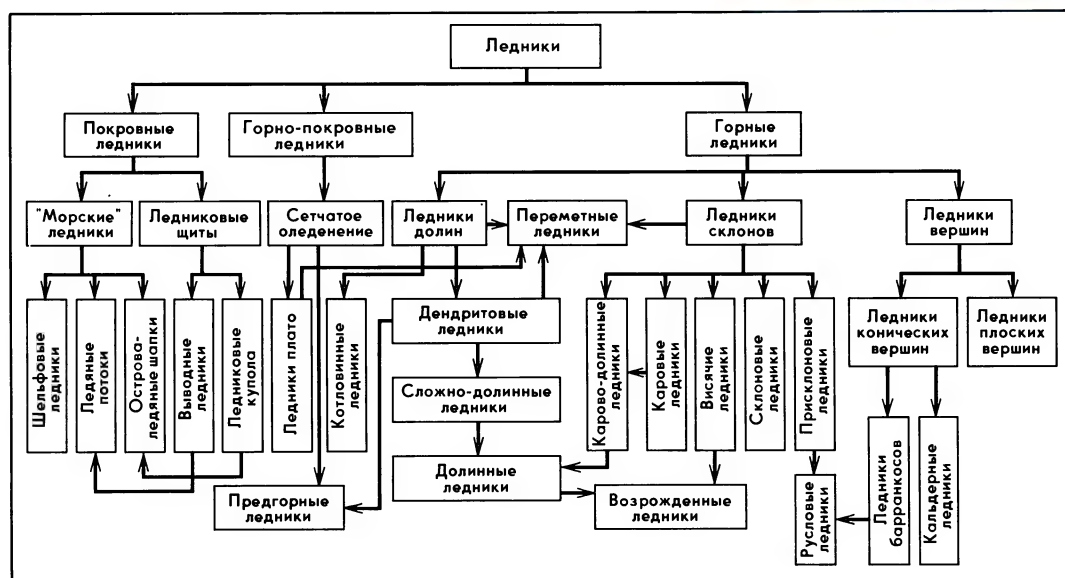 Ледники
Покровные
ледники
Горно-покровные
ледники
Горные
ледники
"Морские"
ледники
Ледниковые
щиты
Сетчатое
оледенение
Ледники
долин
Переметные
ледники
Ледники
склонов
Ледники
вершин
Шельфовые
ледники
Ледяные
потоки
Острова-
ледяные шапки
Выводные
ледники
Ледниковые
купола
Ледники плато
Котловинные
ледники
Дендритовые
ледники
Сложно-долинные
ледники
Долинные
ледники
Карово-долинные
ледники
Каровые
ледники
Висячие
ледники
Склоновые
ледники
Присклоновые
ледники
Ледники
конических
вершин
Ледники
плоских
вершин
Предгорные
ледники
Возрожденные
ледники
Русловые
ледники
Ледники
барранкосов
Кальдерные
ледники